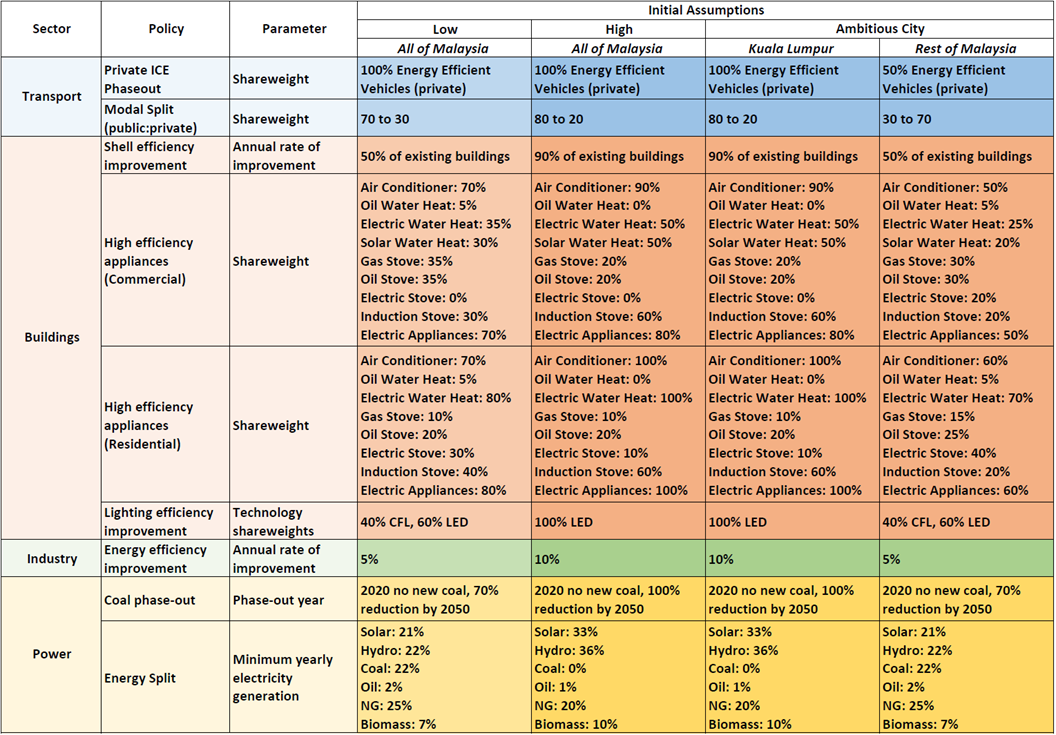 Sector
Policy
Parameter
Initial Assumptions
Low
High
Ambitious City
All of Malaysia
All of Malaysia
Kuala Lumpur
Rest of Malaysia
Transport
Private ICE
Phaseout
Shareweight
100% Energy Efficient
Vehicles (private)
100% Energy Efficient
Vehicles (private)
100% Energy Efficient
Vehicles (private)
50% Energy Efficient
Vehicles (private)
Modal Split
(public:private)
Shareweight
70 to 30
80 to 20
80 to 20
30 to 70
Buildings
Shell efficiency
improvement
Annual rate of
improvement
50% of existing buildings
90% of existing buildings
90% of existing buildings
50% of existing buildings
High efficiency
appliances
(Commercial)
Shareweight
Air Conditioner: 70%
Oil Water Heat: 5%
Electric Water Heat: 35%
Solar Water Heat: 30%
Gas Stove: 35%
Oil Stove: 35%
Electric Stove: 0%
Induction Stove: 30%
Electric Appliances: 70%
Air Conditioner: 90%
Oil Water Heat: 0%
Electric Water Heat: 50%
Solar Water Heat: 50%
Gas Stove: 20%
Oil Stove: 20%
Electric Stove: 0%
Induction Stove: 60%
Electric Appliances: 80%
Air Conditioner: 90%
Oil Water Heat: 0%
Electric Water Heat: 50%
Solar Water Heat: 50%
Gas Stove: 20%
Oil Stove: 20%
Electric Stove: 0%
Induction Stove: 60%
Electric Appliances: 80%
Air Conditioner: 50%
Oil Water Heat: 5%
Electric Water Heat: 25%
Solar Water Heat: 20%
Gas Stove: 30%
Oil Stove: 30%
Electric Stove: 20%
Induction Stove: 20%
Electric Appliances: 50%
High efficiency
appliances
(Residential)
Shareweight
Air Conditioner: 70%
Oil Water Heat: 5%
Electric Water Heat: 80%
Gas Stove: 10%
Oil Stove: 20%
Electric Stove: 30%
Induction Stove: 40%
Electric Appliances: 80%
Air Conditioner: 100%
Oil Water Heat: 0%
Electric Water Heat: 100%
Gas Stove: 10%
Oil Stove: 20%
Electric Stove: 10%
Induction Stove: 60%
Electric Appliances: 100%
Air Conditioner: 100%
Oil Water Heat: 0%
Electric Water Heat: 100%
Gas Stove: 10%
Oil Stove: 20%
Electric Stove: 10%
Induction Stove: 60%
Electric Appliances: 100%
Air Conditioner: 60%
Oil Water Heat: 5%
Electric Water Heat: 70%
Gas Stove: 15%
Oil Stove: 25%
Electric Stove: 40%
Induction Stove: 20%
Electric Appliances: 60%
Lighting efficiency
improvement
Technology
shareweights
40% CFL, 60% LED
100% LED
100% LED
40% CFL, 60% LED
Industry
Energy efficiency
improvement
Annual rate of
improvement
5%
10%
10%
5%
Power
Coal phase-out
Phase-out year
2020 no new coal, 70%
reduction by 2050
2020 no new coal, 100%
reduction by 2050
2020 no new coal, 100%
reduction by 2050
2020 no new coal, 70%
reduction by 2050
Energy Split
Minimum yearly
electricity
generation
Solar: 21%
Hydro: 22%
Coal: 22%
Oil: 2%
NG: 25%
Biomass: 7%
Solar: 33%
Hydro: 36%
Coal: 0%
Oil: 1%
NG: 20%
Biomass: 10%
Solar: 33%
Hydro: 36%
Coal: 0%
Oil: 1%
NG: 20%
Biomass: 10%
Solar: 21%
Hydro: 22%
Coal: 22%
Oil: 2%
NG: 25%
Biomass: 7%